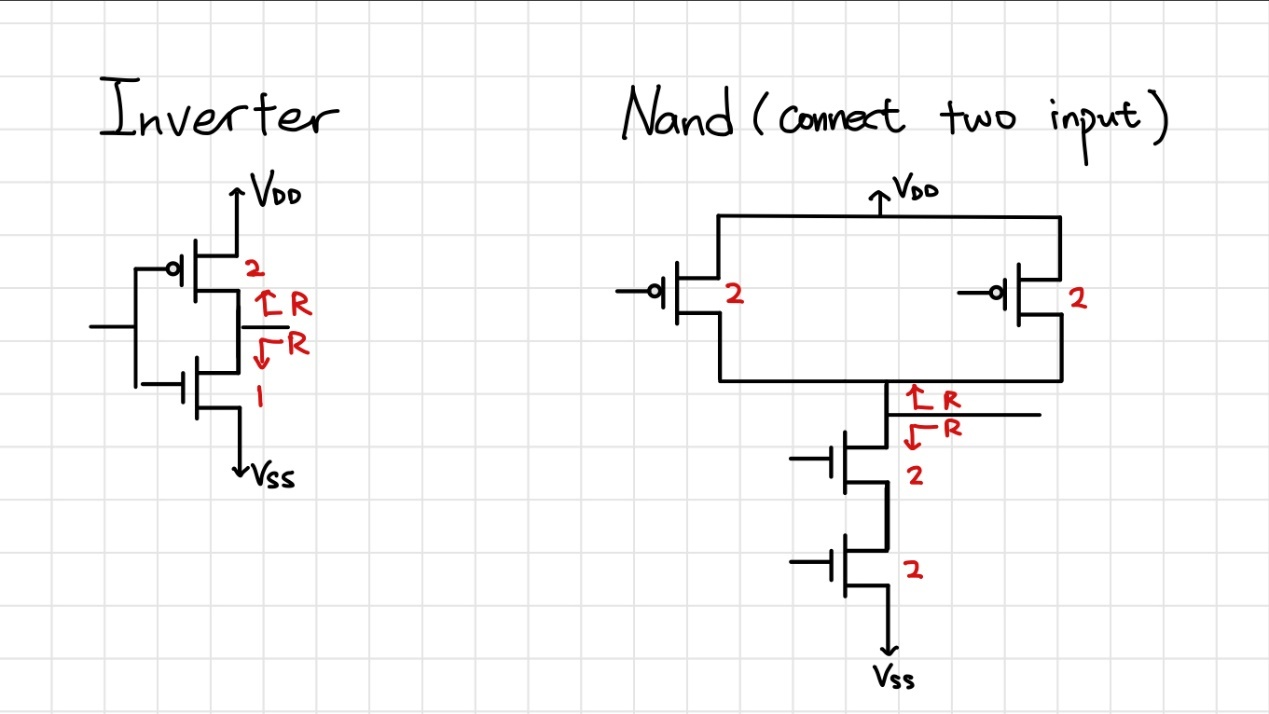 Inverter
VDD
2
R
R
1
VSS
Nand (connect two input)
VDD
2
2
R
R
2
2
Vss